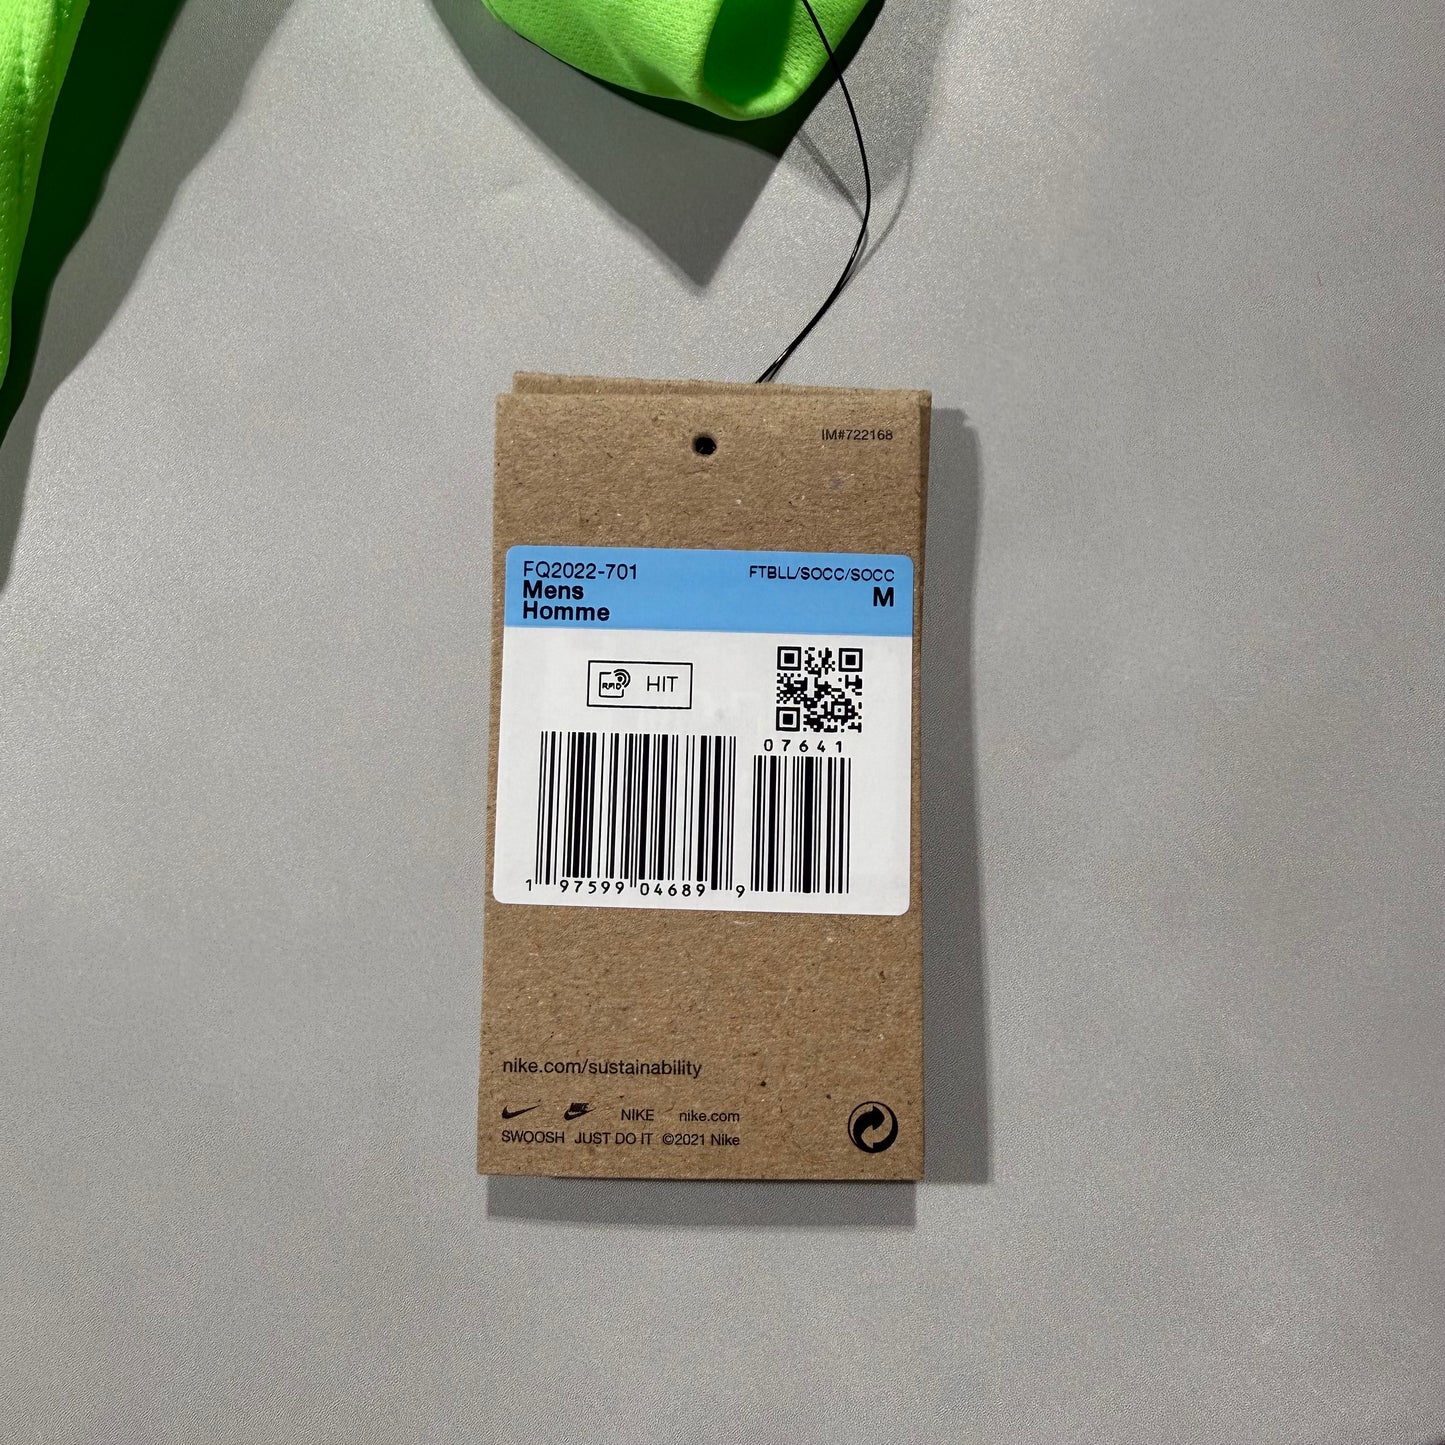 IM#722168
FQ2022-701 FTBLL/SOCC/SOCC
Mens M
Homme
RFID HIT
07641
1 97599 04689 9
nike.com/sustainability
NIKE nike.com
SWOOSH JUST DO IT ©2021 Nike